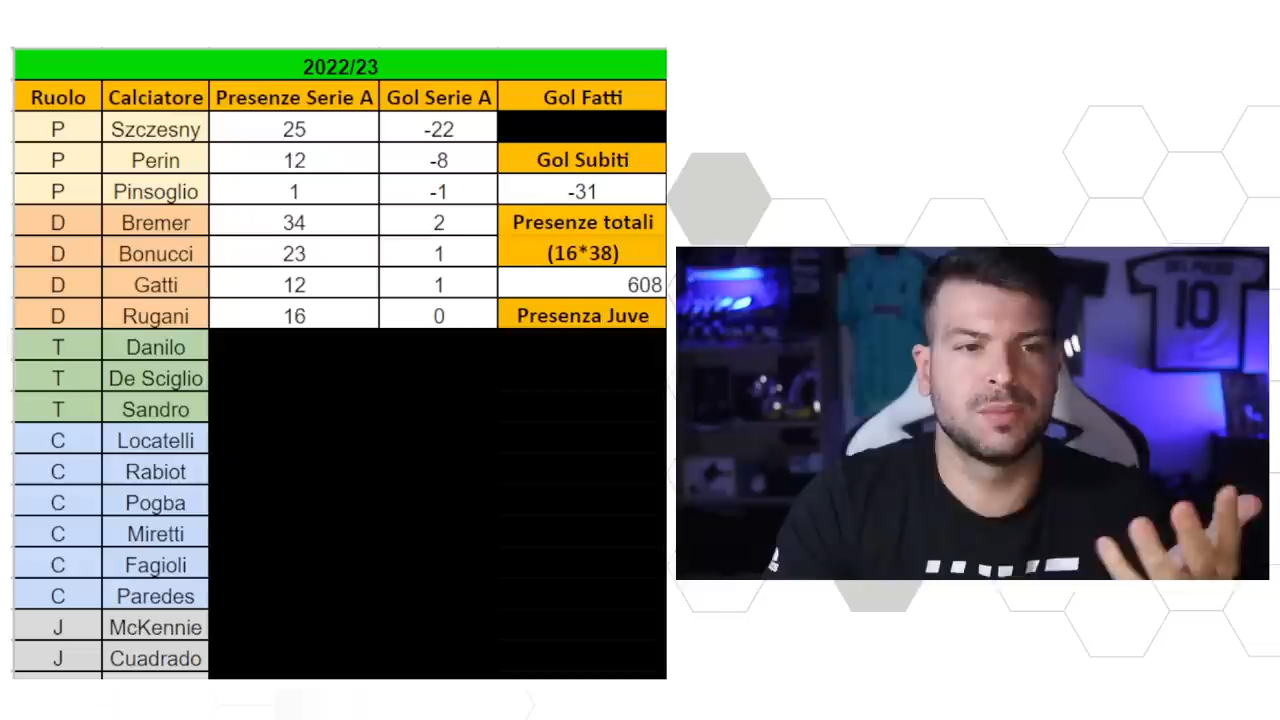 2022/23
Ruolo Calciatore Presenze Serie A Gol Serie A Gol Fatti
P Szczesny 25 -22
P Perin 12 -8 Gol Subiti
P Pinsoglio 1 -1 -31
D Bremer 34 2 Presenze totali
D Bonucci 23 1 (16*38)
D Gatti 12 1 608
D Rugani 16 0 Presenza Juve
T Danilo
T De Sciglio
T Sandro
C Locatelli
C Rabiot
C Pogba
C Miretti
C Fagioli
C Paredes
J McKennie
J Cuadrado
10